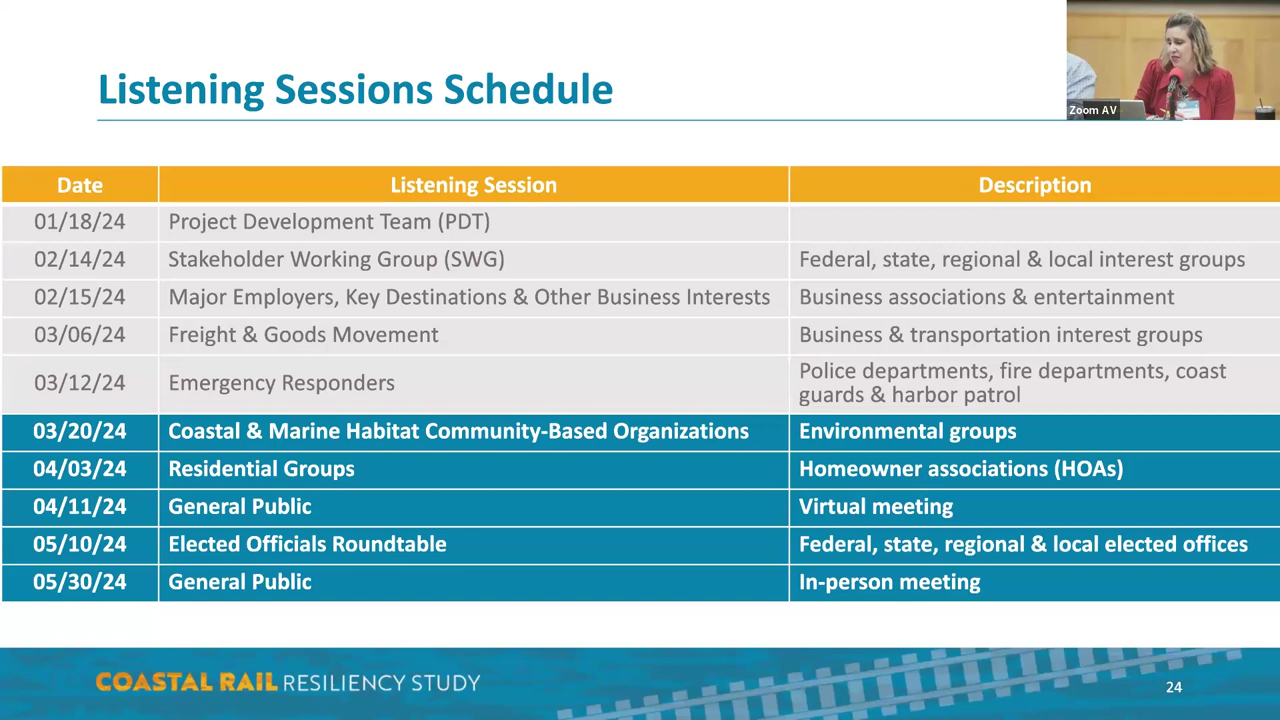 Listening Sessions Schedule
Zoom AV
Date Listening Session Description
01/18/24 Project Development Team (PDT)
02/14/24 Stakeholder Working Group (SWG) Federal, state, regional & local interest groups
02/15/24 Major Employers, Key Destinations & Other Business Interests Business associations & entertainment
03/06/24 Freight & Goods Movement Business & transportation interest groups
03/12/24 Emergency Responders Police departments, fire departments, coast
guards & harbor patrol
03/20/24 Coastal & Marine Habitat Community-Based Organizations Environmental groups
04/03/24 Residential Groups Homeowner associations (HOAs)
04/11/24 General Public Virtual meeting
05/10/24 Elected Officials Roundtable Federal, state, regional & local elected offices
05/30/24 General Public In-person meeting
COASTAL RAIL RESILIENCY STUDY
24